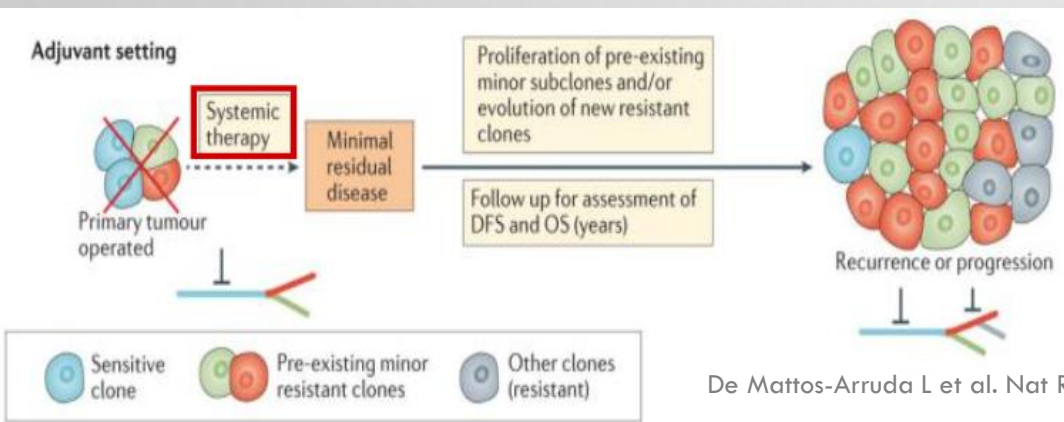 Adjuvant setting
Systemic
therapy
Primary tumour
operated
Minimal
residual
disease
Proliferation of pre-existing
minor subclones and/or
evolution of new resistant
clones
Follow up for assessment of
DFS and OS (years)
Recurrence or progression
Sensitive
clone
Pre-existing minor
resistant clones
Other clones
(resistant)
De Mattos-Arruda L et al. Nat R